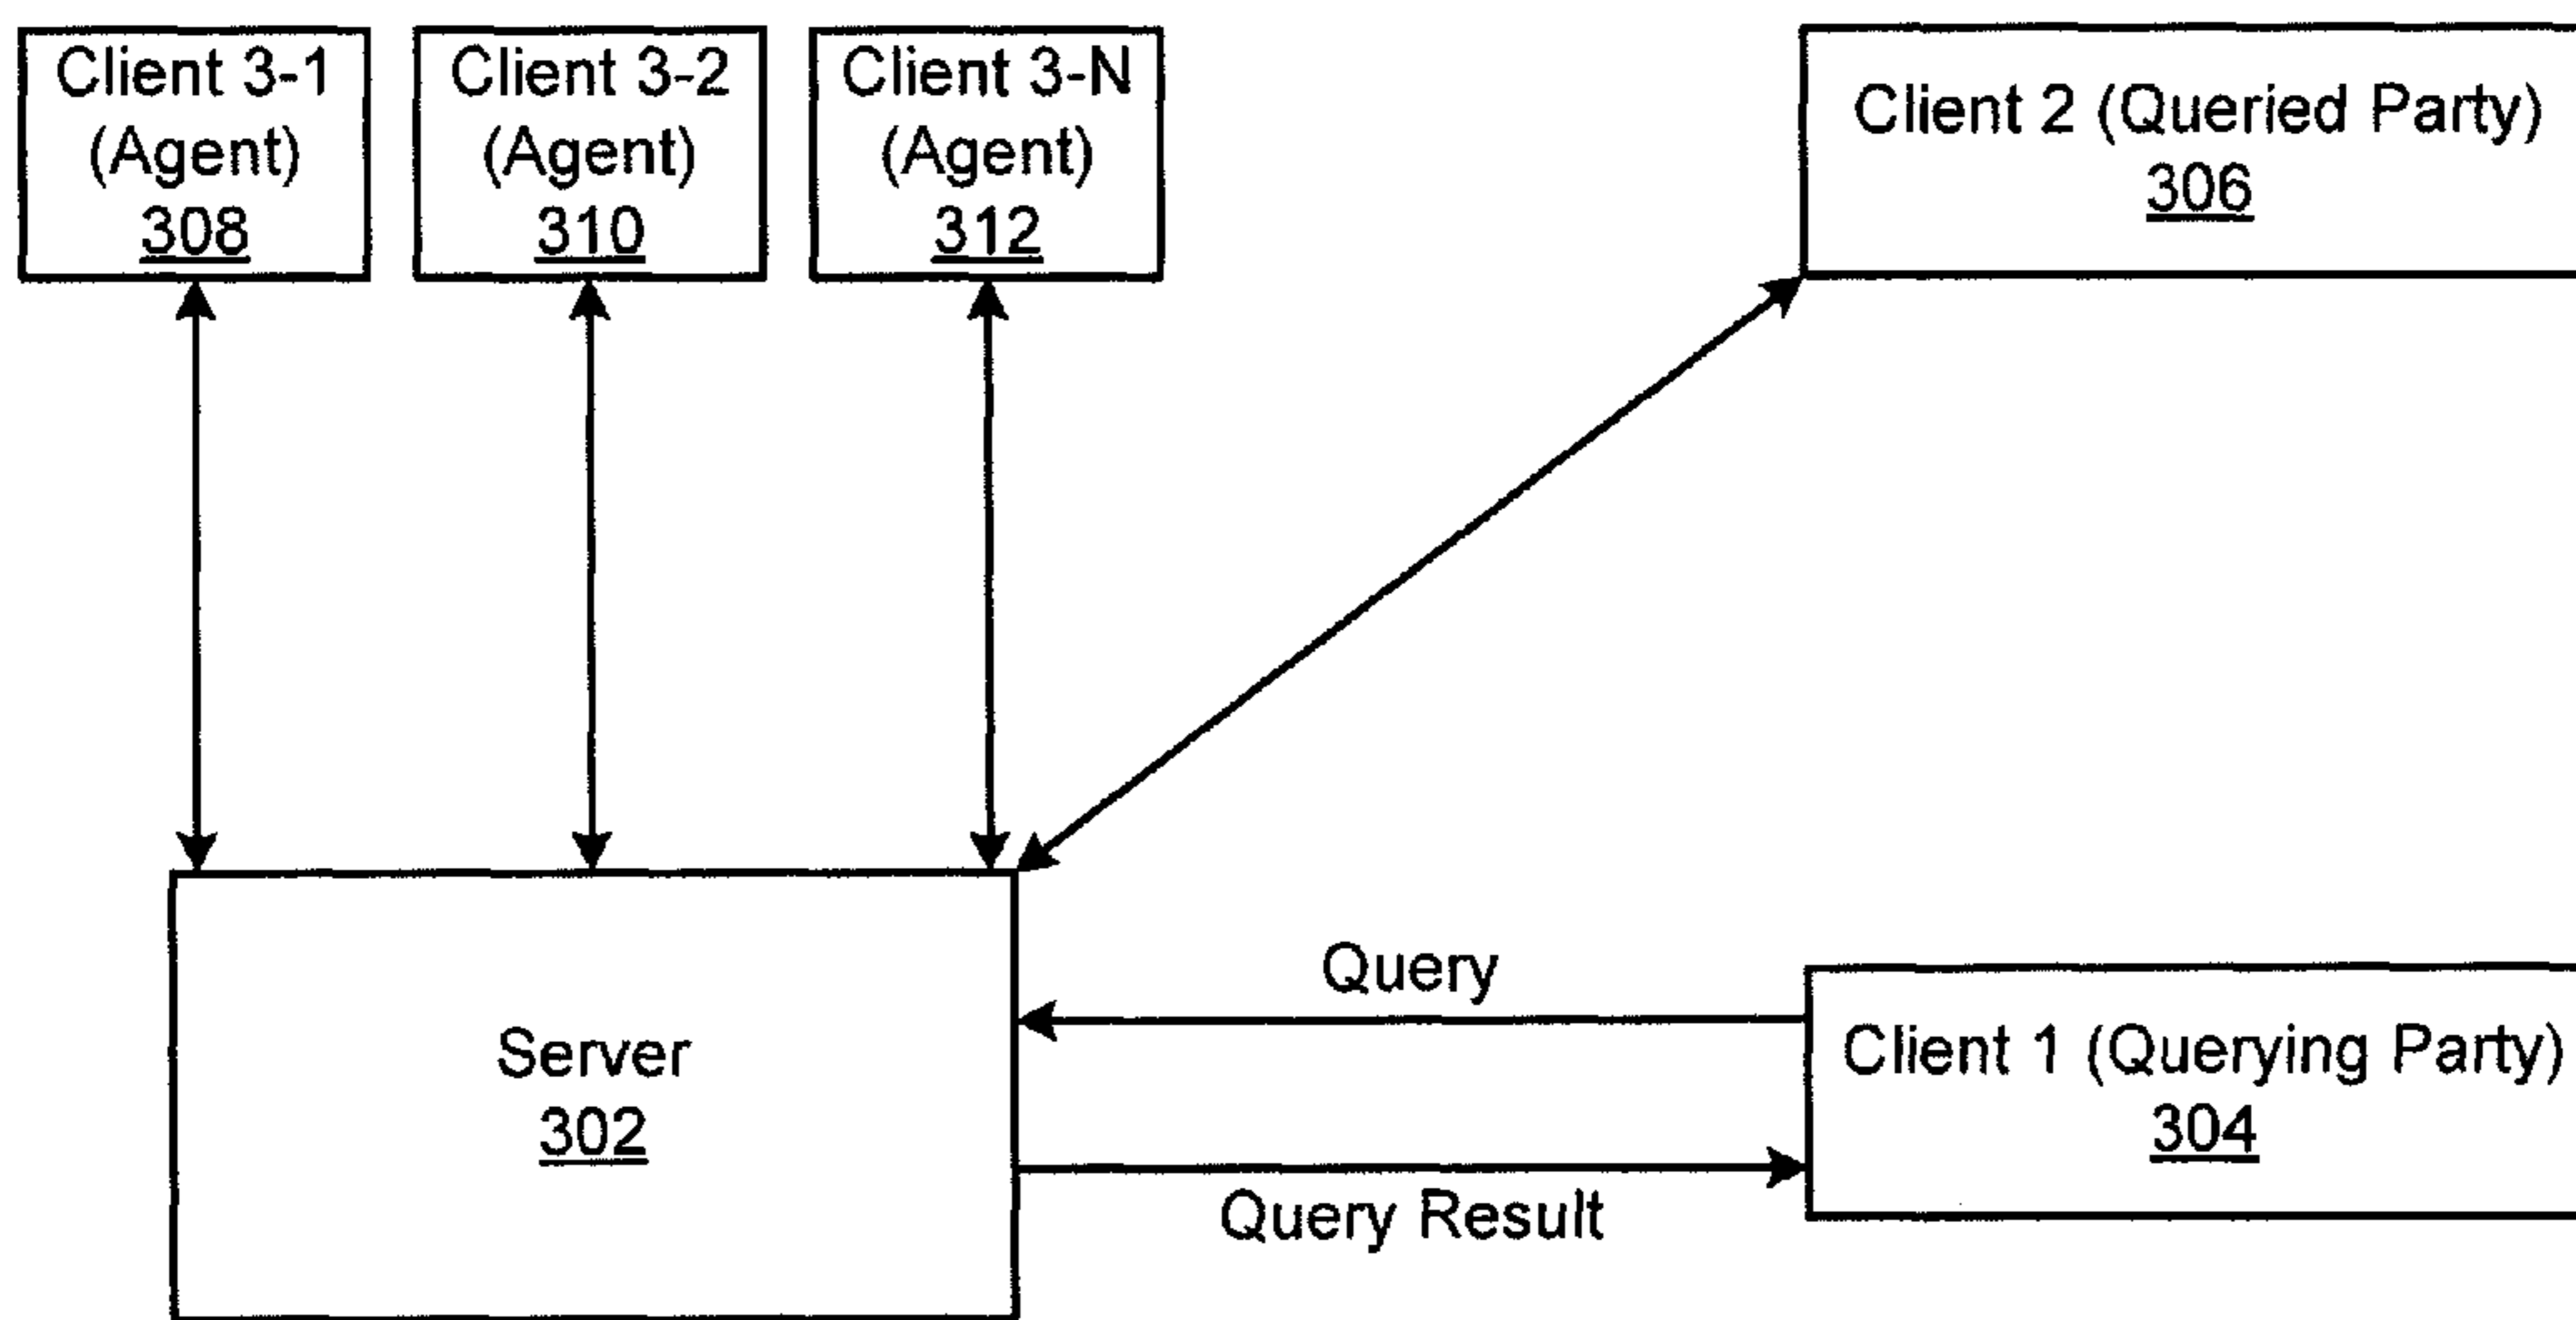 Client 3-1
(Agent)
308
Client 3-2
(Agent)
310
Client 3-N
(Agent)
312
Client 2 (Queried Party)
306
Query
Server
302
Client 1 (Querying Party)
304
Query Result